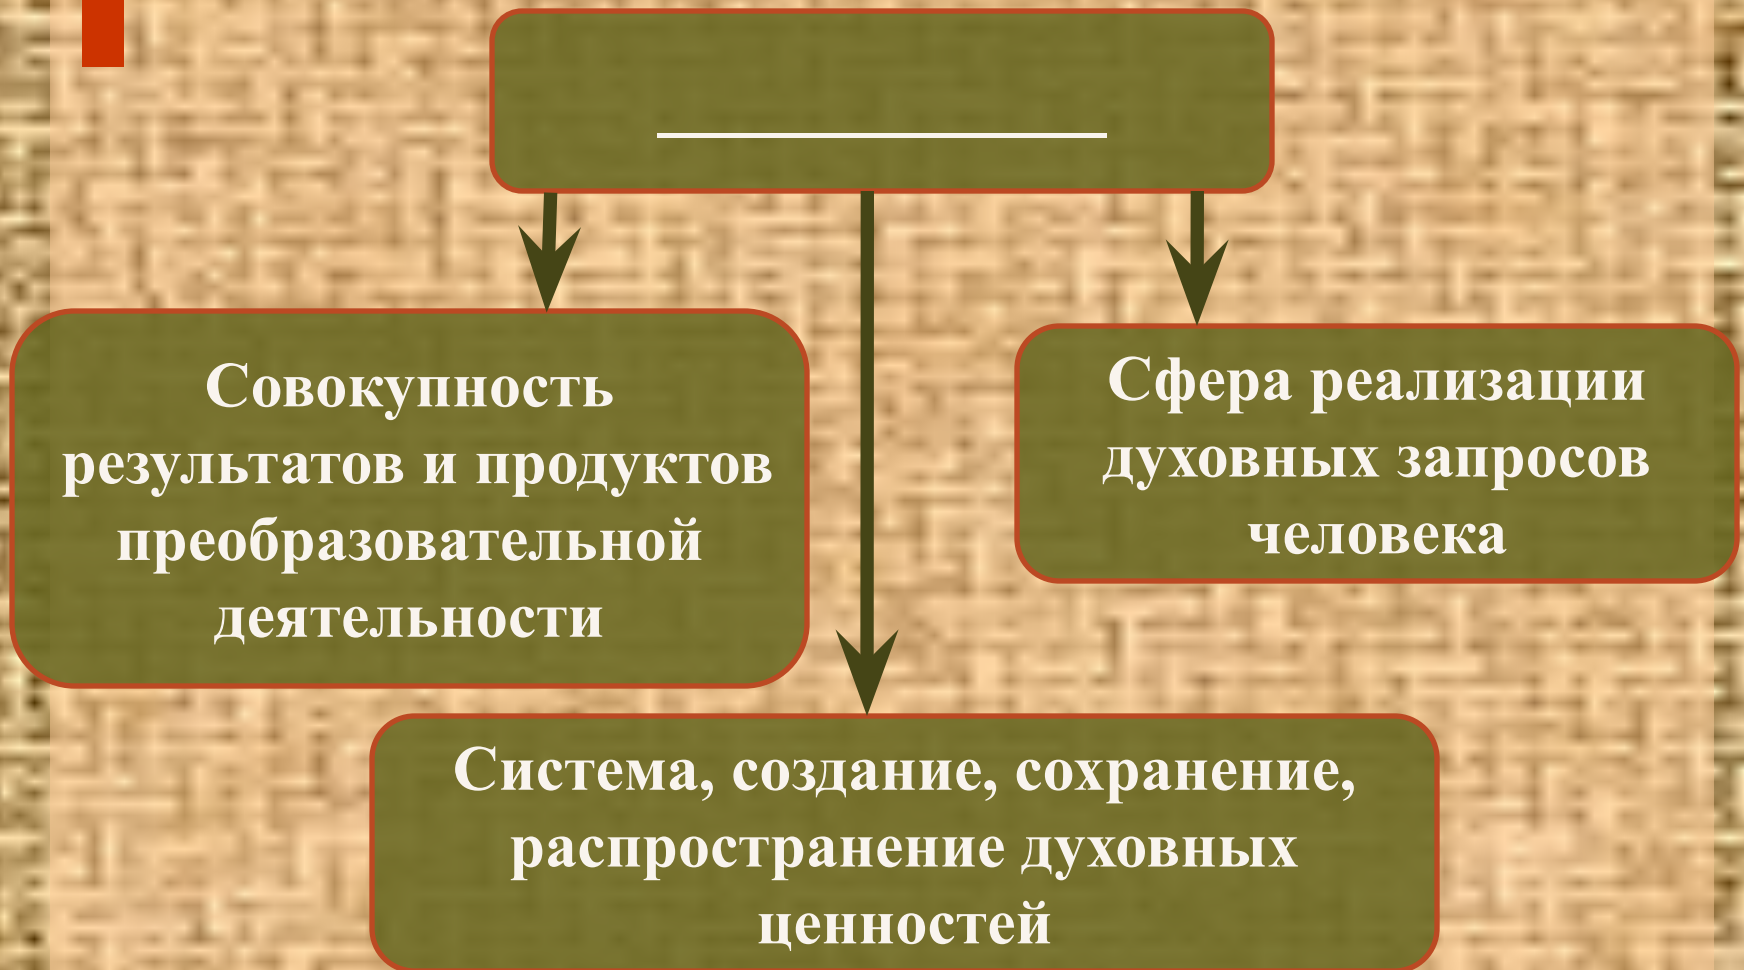 Совокупность
результатов и продуктов
преобразовательной
деятельности
Сфера реализации
духовных запросов
человека
Система, создание, сохранение,
распространение духовных
ценностей